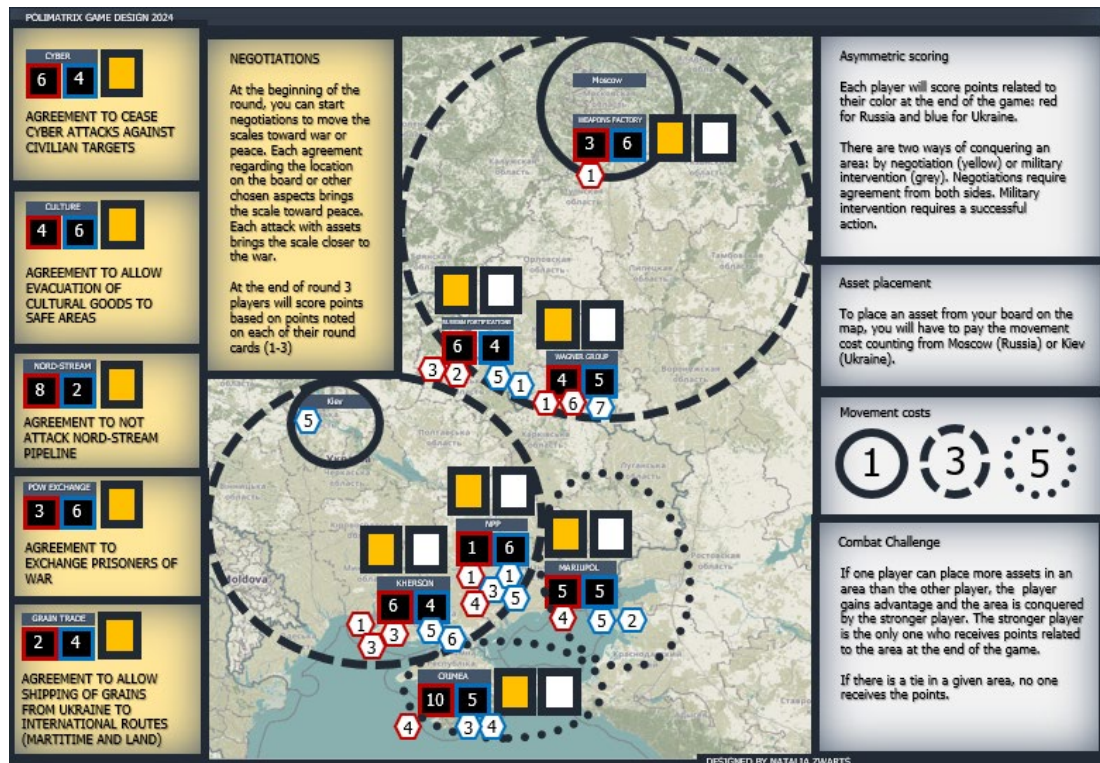 POLIMATRIX GAME DESIGN 2024
CYBER
6 4
AGREEMENT TO CEASE
CYBER ATTACKS AGAINST
CIVILIAN TARGETS
CULTURE
4 6
AGREEMENT TO ALLOW
EVACUATION OF
CULTURAL GOODS TO
SAFE AREAS
NORD-STREAM
8 2
AGREEMENT TO NOT
ATTACK NORD-STREAM
PIPELINE
POW EXCHANGE
3 6
AGREEMENT TO
EXCHANGE PRISONERS OF
WAR
GRAIN TRADE
2 4
AGREEMENT TO ALLOW
SHIPPING OF GRAINS
FROM UKRAINE TO
INTERNATIONAL ROUTES
(MARTITIME AND LAND)
NEGOTIATIONS
At the beginning of the
round, you can start
negotiations to move the
scales toward war or
peace. Each agreement
regarding the location
on the board or other
chosen aspects brings
the scale toward peace.
Each attack with assets
brings the scale closer to
the war.
At the end of round 3
players will score points
based on points noted
on each of their round
cards (1-3)
Moscow
WEAPONS FACTORY
3 6
1
RUSSIAN FORTIFICATIONS
6 4
3 2 5 1
WAGNER GROUP
4 5
1 6 7
Kiev
5
NPP
1 6
1 1
4 3 5
KHERSON
6 4
1 3 3 5 6
MARIUPOL
5 5
4 5 2
CRIMEA
10 5
4 3 4
Moldova
Asymmetric scoring
Each player will score points related to
their color at the end of the game: red
for Russia and blue for Ukraine.
There are two ways of conquering an
area: by negotiation (yellow) or military
intervention (grey). Negotiations require
agreement from both sides. Military
intervention requires a successful
action.
Asset placement
To place an asset from your board on the
map, you will have to pay the movement
cost counting from Moscow (Russia) or Kiev
(Ukraine).
Movement costs
1 3 5
Combat Challenge
If one player can place more assets in an
area than the other player, the player
gains advantage and the area is conquered
by the stronger player. The stronger player
is the only one who receives points related
to the area at the end of the game.
If there is a tie in a given area, no one
receives the points.
DESIGNED BY NATALIA ZWARTS